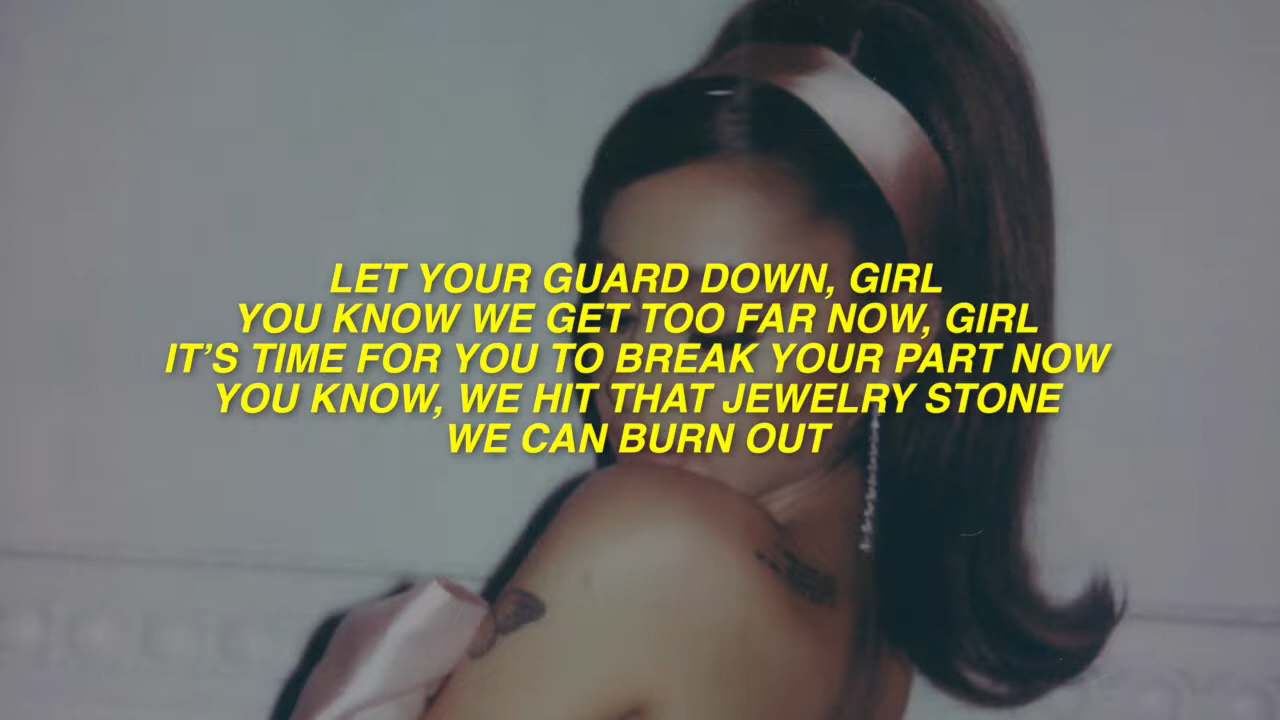 LET YOUR GUARD DOWN, GIRL
YOU KNOW WE GET TOO FAR NOW, GIRL
IT’S TIME FOR YOU TO BREAK YOUR PART NOW
YOU KNOW, WE HIT THAT JEWELRY STONE
WE CAN BURN OUT